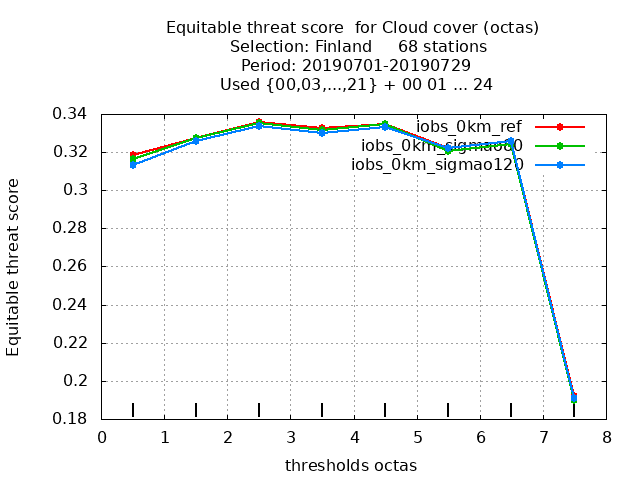 Equitable threat score  for Cloud cover (octas)
Selection: Finland     68 stations
Period: 20190701-20190729
Used {00,03,...,21} + 00 01 ... 24
iobs_0km_ref
iobs_0km_sigmao80
iobs_0km_sigmao120
Equitable threat score
0.34
0.32
0.3
0.28
0.26
0.24
0.22
0.2
0.18
0 1 2 3 4 5 6 7 8
thresholds octas